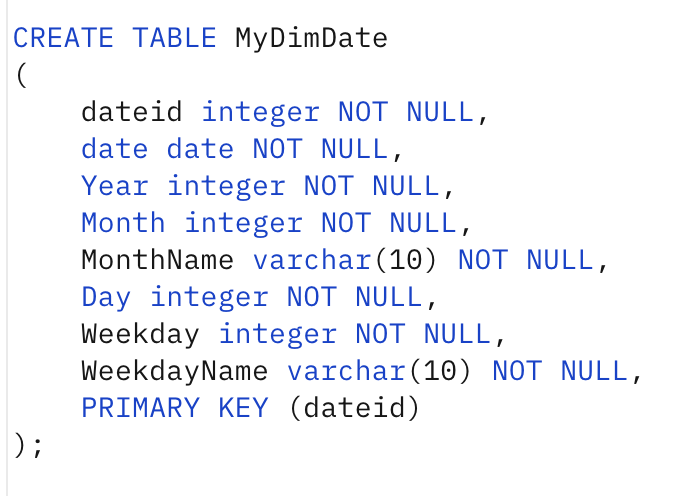 CREATE TABLE MyDimDate
(
    dateid integer NOT NULL,
    date date NOT NULL,
    Year integer NOT NULL,
    Month integer NOT NULL,
    MonthName varchar(10) NOT NULL,
    Day integer NOT NULL,
    Weekday integer NOT NULL,
    WeekdayName varchar(10) NOT NULL,
    PRIMARY KEY (dateid)
);